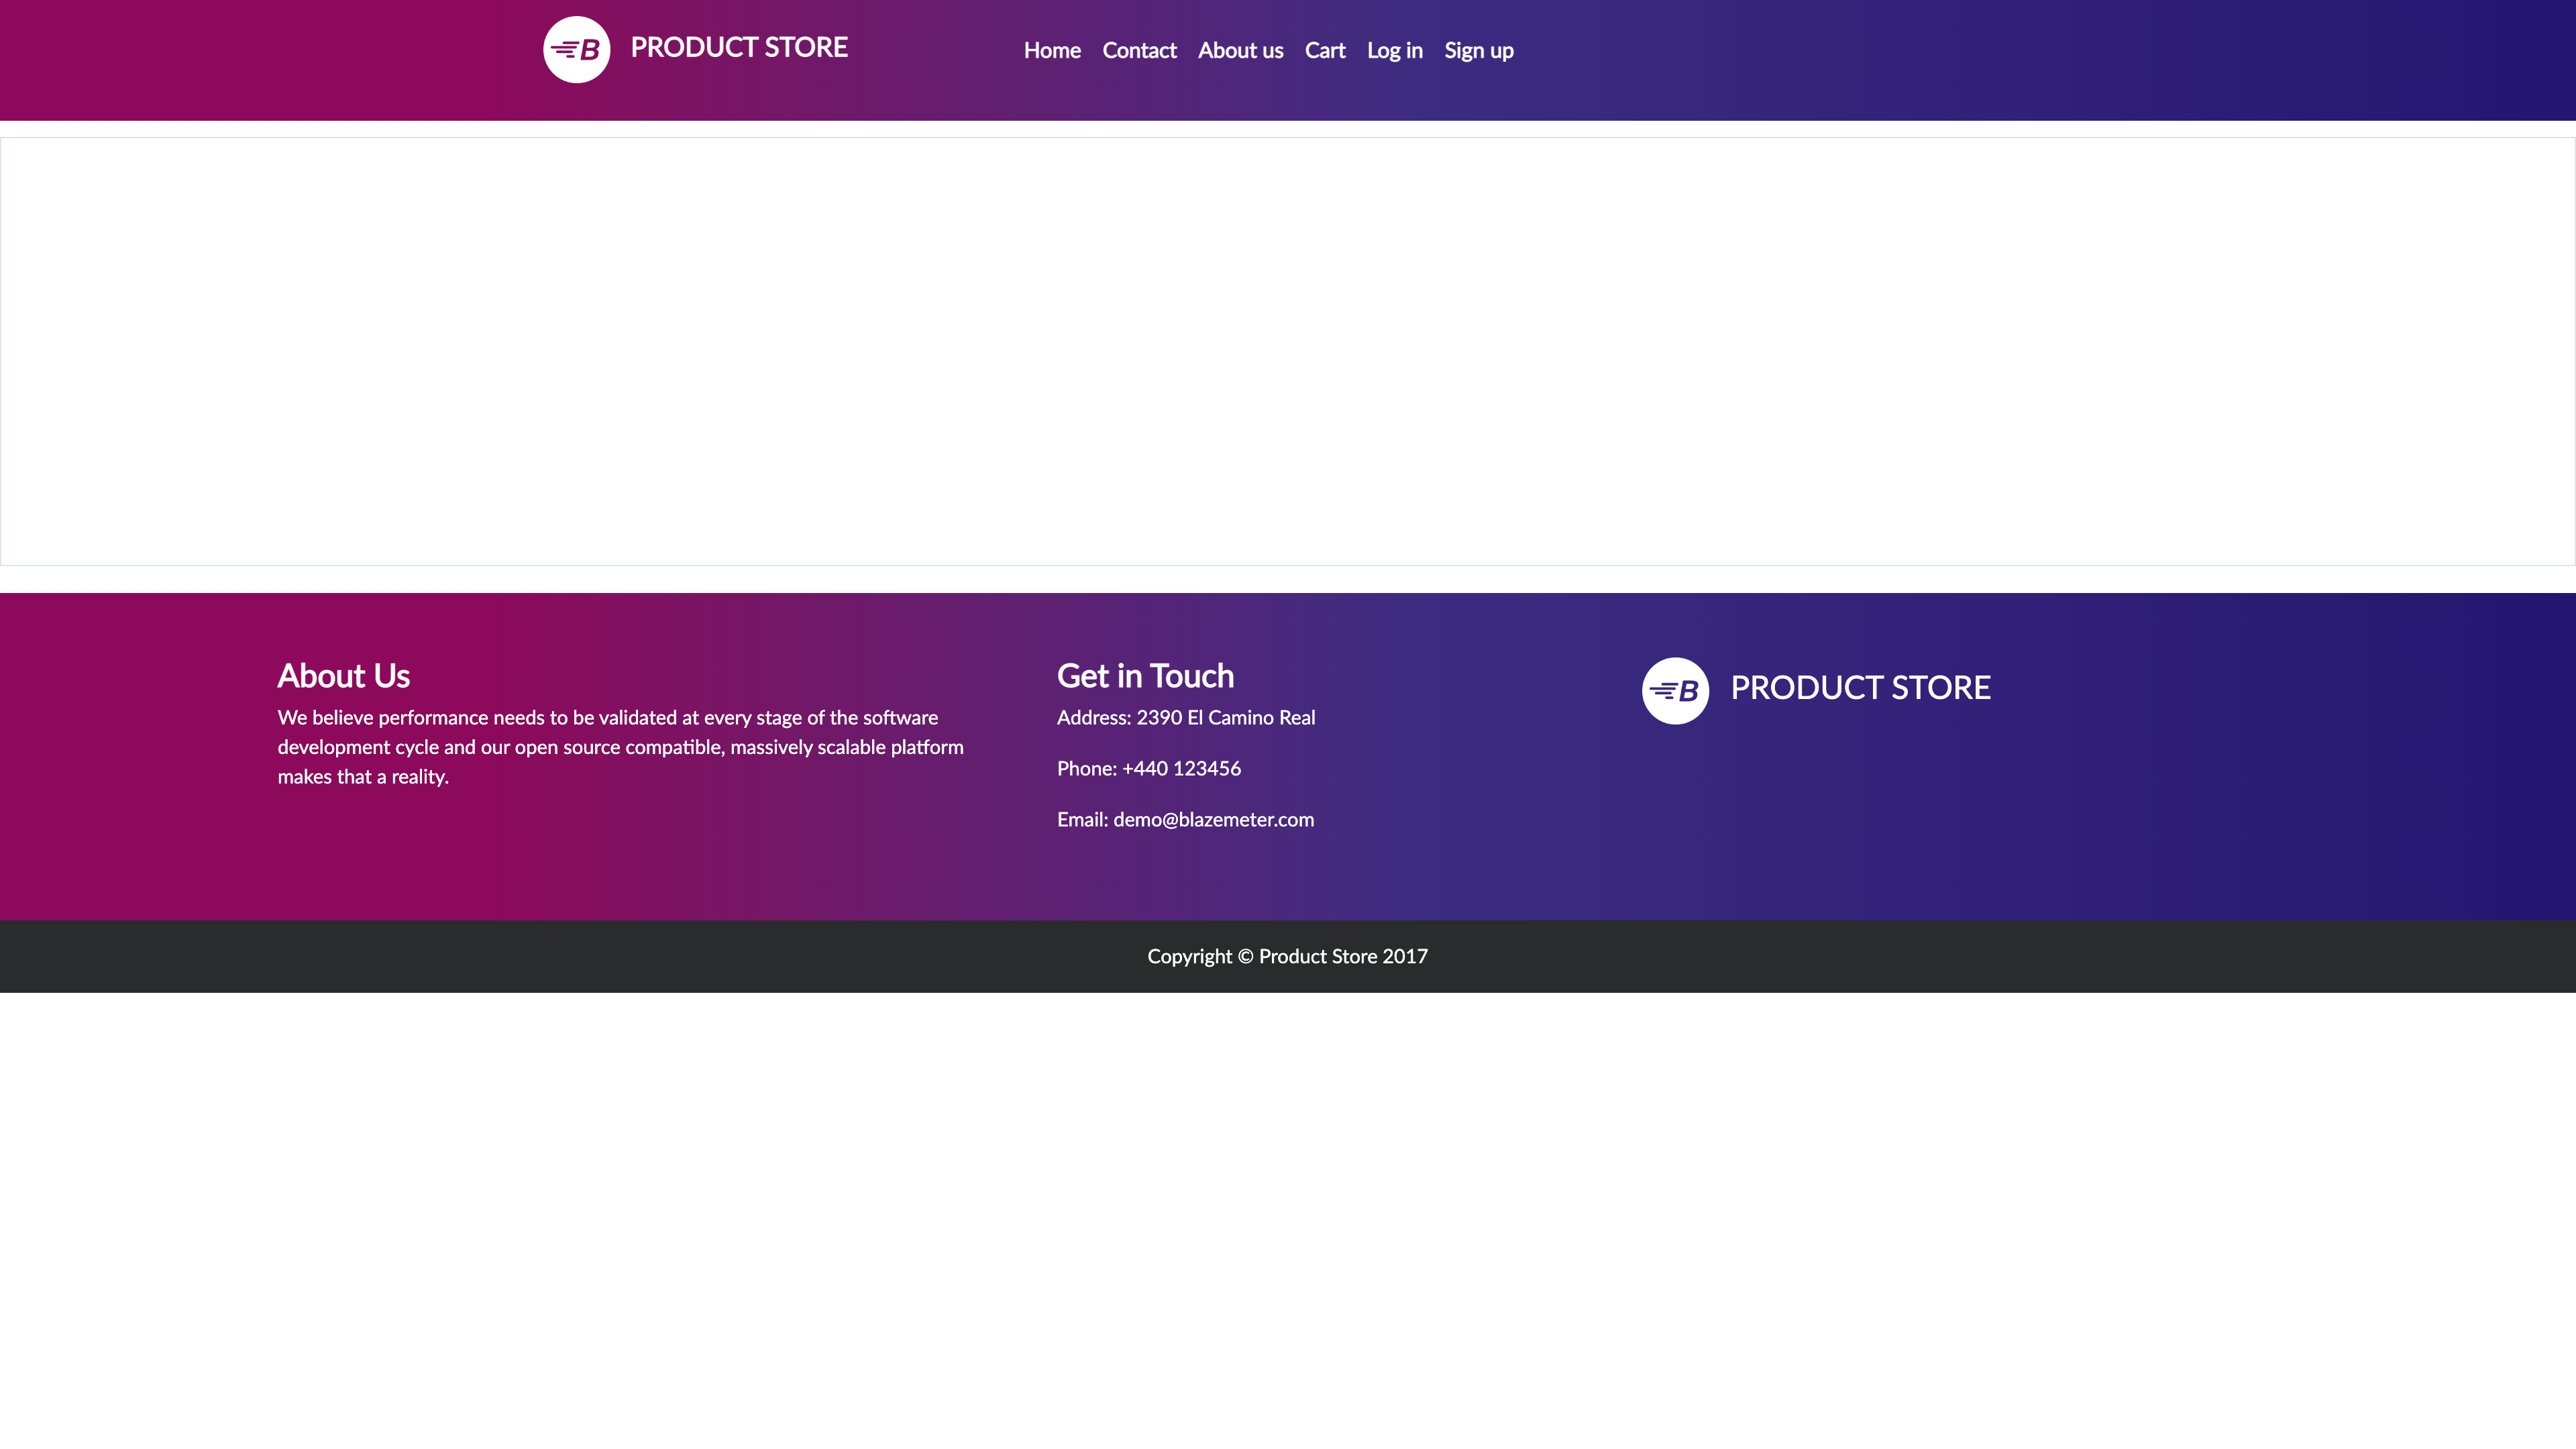 B PRODUCT STORE
Home Contact About us Cart Log in Sign up
About Us
We believe performance needs to be validated at every stage of the software
development cycle and our open source compatible, massively scalable platform
makes that a reality.
Get in Touch
Address: 2390 El Camino Real
Phone: +440 123456
Email: demo@blazemeter.com
B PRODUCT STORE
Copyright © Product Store 2017